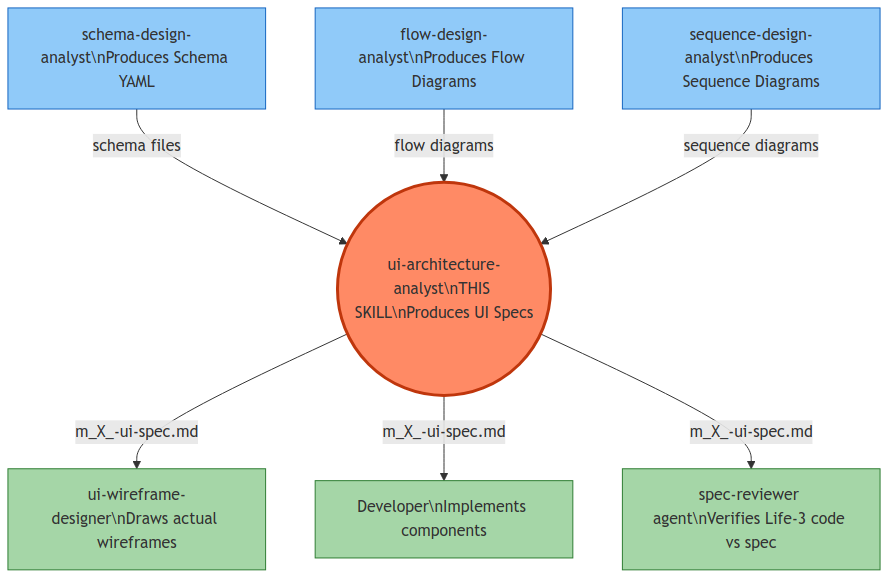 schema-design-
analyst\nProduces Schema
YAML
flow-design-
analyst\nProduces Flow
Diagrams
sequence-design-
analyst\nProduces
Sequence Diagrams
schema files
flow diagrams
sequence diagrams
ui-architecture-
analyst\nTHIS
SKILL\nProduces UI Specs
m_X_-ui-spec.md
m_X_-ui-spec.md
m_X_-ui-spec.md
ui-wireframe-
designer\nDraws actual
wireframes
Developer\nImplements
components
spec-reviewer
agent\nVerifies Life-3 code
vs spec